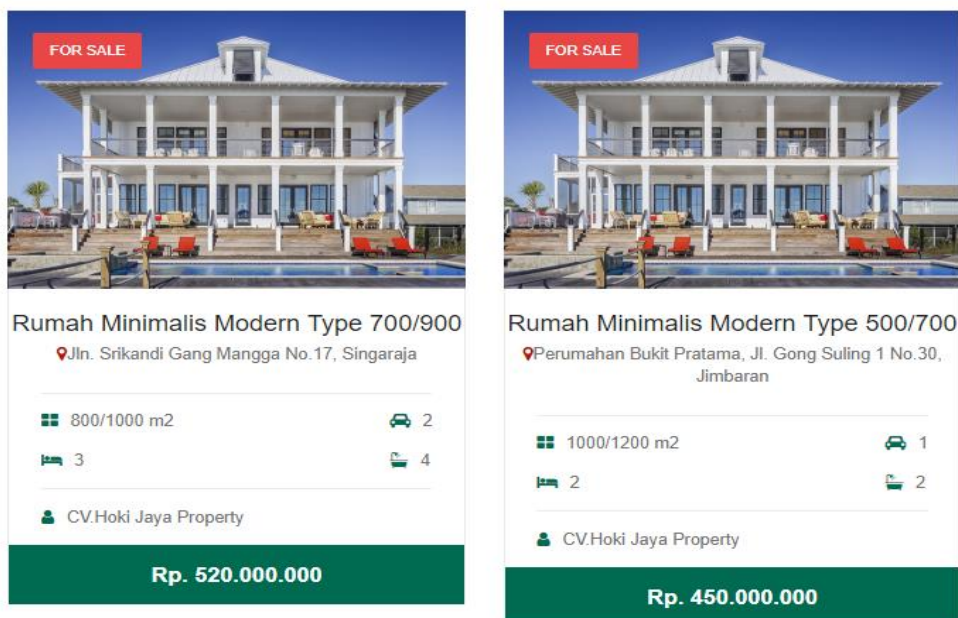 FOR SALE
Rumah Minimalis Modern Type 700/900
Jln. Srikandi Gang Mangga No.17, Singaraja
800/1000 m2
2
3
4
CV.Hoki Jaya Property
Rp. 520.000.000
FOR SALE
Rumah Minimalis Modern Type 500/700
Perumahan Bukit Pratama, Jl. Gong Suling 1 No.30,
Jimbaran
1000/1200 m2
1
2
2
CV.Hoki Jaya Property
Rp. 450.000.000